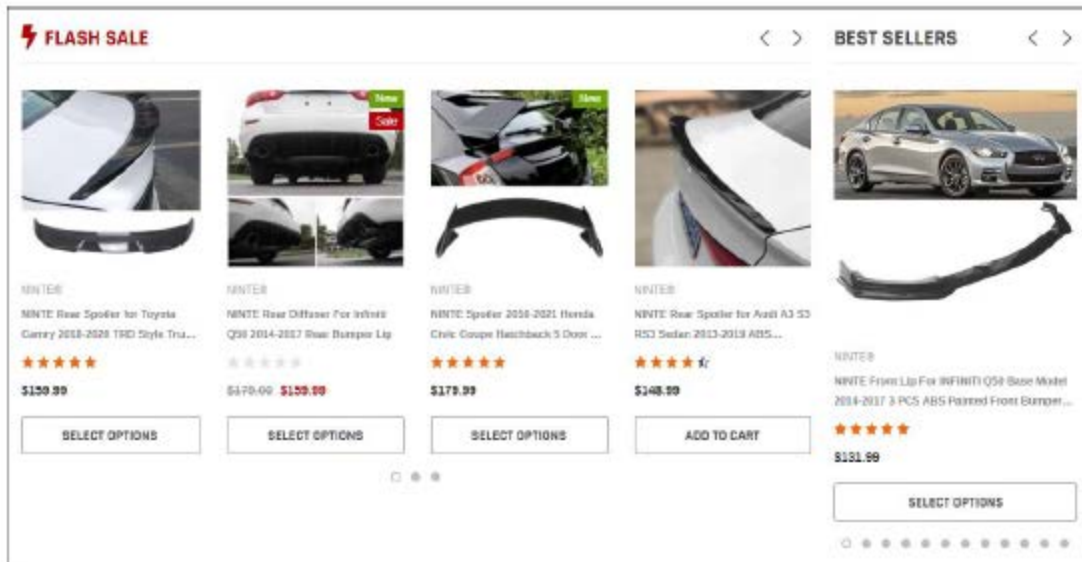 FLASH SALE
BEST SELLERS
New
Sale
New
NINTE®
NINTE Rear Spoiler for Toyota
Camry 2018-2020 TRD Style Tru...
$159.99
SELECT OPTIONS
NINTE®
NINTE Rear Diffuser For Infiniti
Q50 2014-2017 Rear Bumper Lip
$179.00 $159.99
SELECT OPTIONS
NINTE®
NINTE Spoiler 2016-2021 Honda
Civic Coupe Hatchback 5 Door ...
$179.99
SELECT OPTIONS
NINTE®
NINTE Rear Spoiler for Audi A3 S3
RS3 Sedan 2013-2019 ABS...
$148.99
ADD TO CART
NINTE®
NINTE Front Lip For INFINITI Q50 Base Model
2014-2017 3 PCS ABS Painted Front Bumper...
$131.99
SELECT OPTIONS